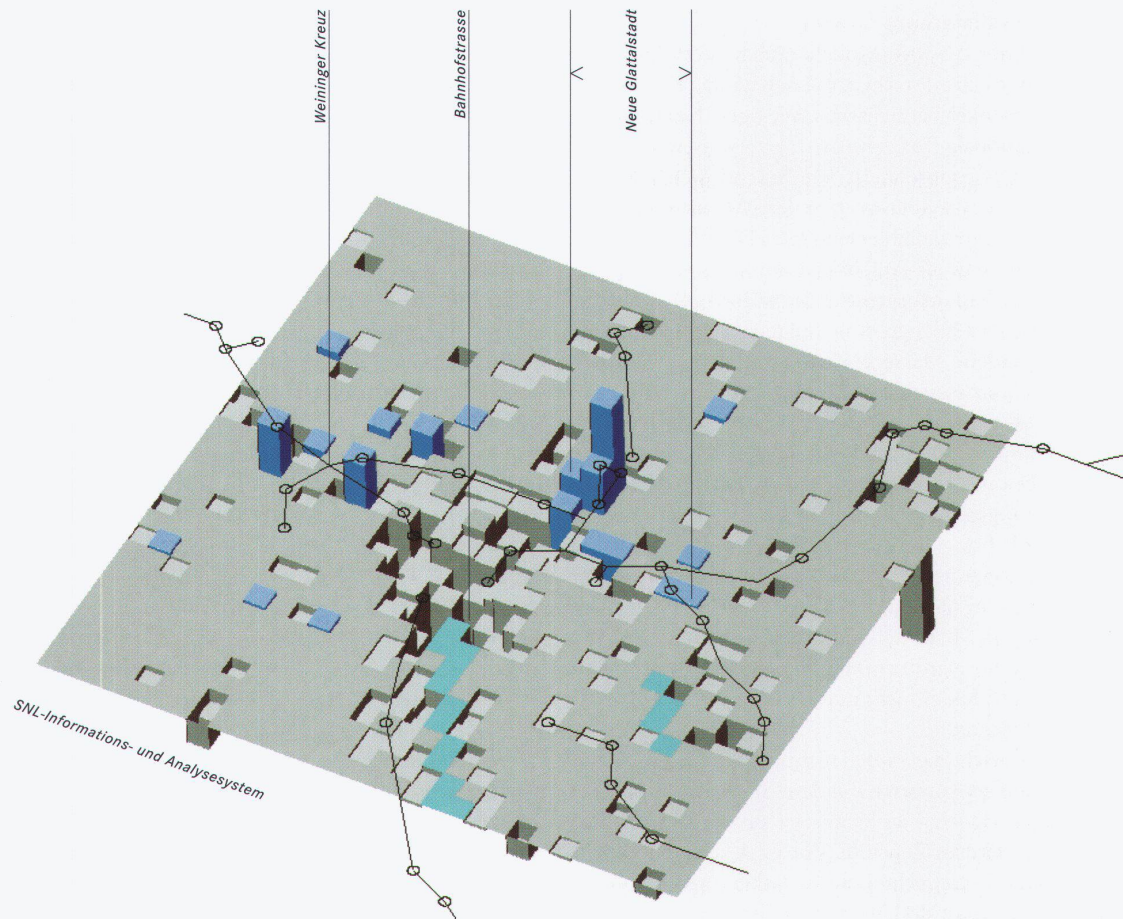 Weininger Kreuz
Bahnhofstrasse
Neue Glattalstadt
SNL-Informations- und Analysesystem